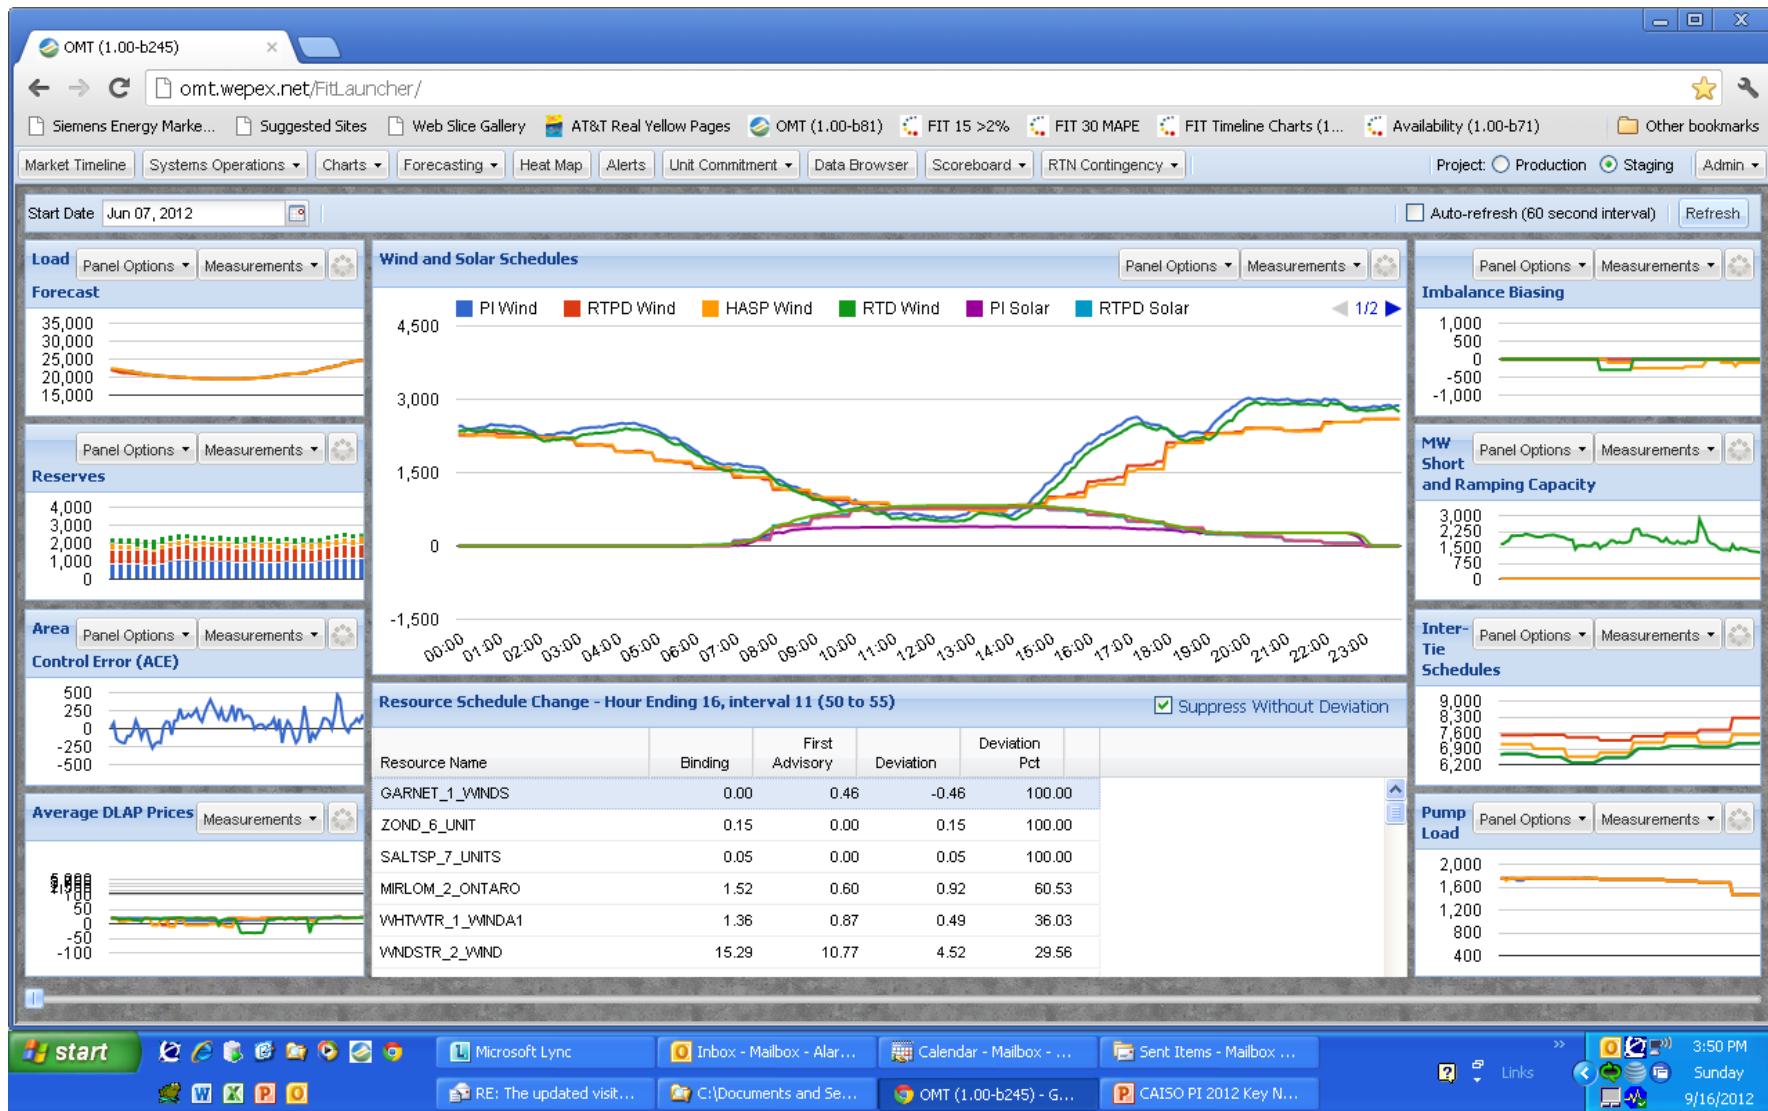 OMT (1.00-b245)
omt.wepex.net/FitLauncher/
Siemens Energy Marke... Suggested Sites Web Slice Gallery AT&T Real Yellow Pages OMT (1.00-b81) FIT 15 >2% FIT 30 MAPE FIT Timeline Charts (1... Availability (1.00-b71) Other bookmarks
Market Timeline Systems Operations Charts Forecasting Heat Map Alerts Unit Commitment Data Browser Scoreboard RTN Contingency Project: Production Staging Admin
Start Date Jun 07, 2012 Auto-refresh (60 second interval) Refresh
Load Forecast Panel Options Measurements
35,000
30,000
25,000
20,000
15,000
Reserves Panel Options Measurements
4,000
3,000
2,000
1,000
0
Area Control Error (ACE) Panel Options Measurements
500
250
0
-250
-500
Average DLAP Prices Measurements
100
50
0
-50
-100
Wind and Solar Schedules Panel Options Measurements
PI Wind RTPD Wind HASP Wind RTD Wind PI Solar RTPD Solar 1/2
4,500
3,000
1,500
0
-1,500
00:00 01:00 02:00 03:00 04:00 05:00 06:00 07:00 08:00 09:00 10:00 11:00 12:00 13:00 14:00 15:00 16:00 17:00 18:00 19:00 20:00 21:00 22:00 23:00
Resource Schedule Change - Hour Ending 16, interval 11 (50 to 55) Suppress Without Deviation
Resource Name Binding First Advisory Deviation Deviation Pct
GARNET_1_WINDS 0.00 0.46 -0.46 100.00
ZOND_6_UNIT 0.15 0.00 0.15 100.00
SALTSP_7_UNITS 0.05 0.00 0.05 100.00
MIRLOM_2_ONTARO 1.52 0.60 0.92 60.53
WHTWTR_1_WINDA1 1.36 0.87 0.49 36.03
WNDSTR_2_WIND 15.29 10.77 4.52 29.56
Imbalance Biasing Panel Options Measurements
1,000
500
0
-500
-1,000
MW Short and Ramping Capacity Panel Options Measurements
3,000
2,250
1,500
750
0
Inter-Tie Schedules Panel Options Measurements
9,000
8,300
7,600
6,900
6,200
Pump Load Panel Options Measurements
2,000
1,600
1,200
800
400
start Microsoft Lync Inbox - Mailbox - Alar... Calendar - Mailbox - ... Sent Items - Mailbox ... 3:50 PM
Links Sunday
RE: The updated visit... C:\Documents and Se... OMT (1.00-b245) - G... CAISO PI 2012 Key N... 9/16/2012